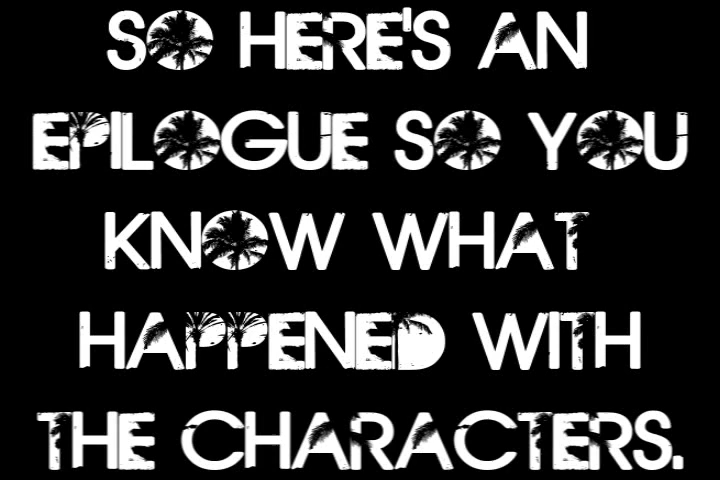 SO HERE'S AN
EPILOGUE SO YOU
KNOW WHAT
HAPPENED WITH
THE CHARACTERS.